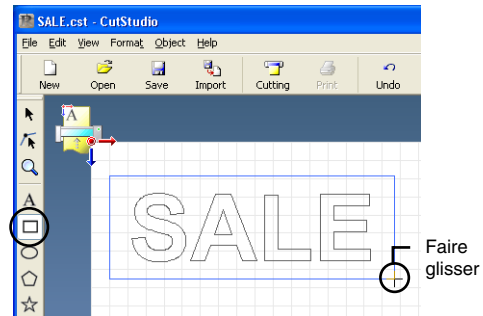 SALE.cst - CutStudio
File Edit View Format Object Help
New Open Save Import Cutting Print Undo
A
A
SALE
Faire
glisser